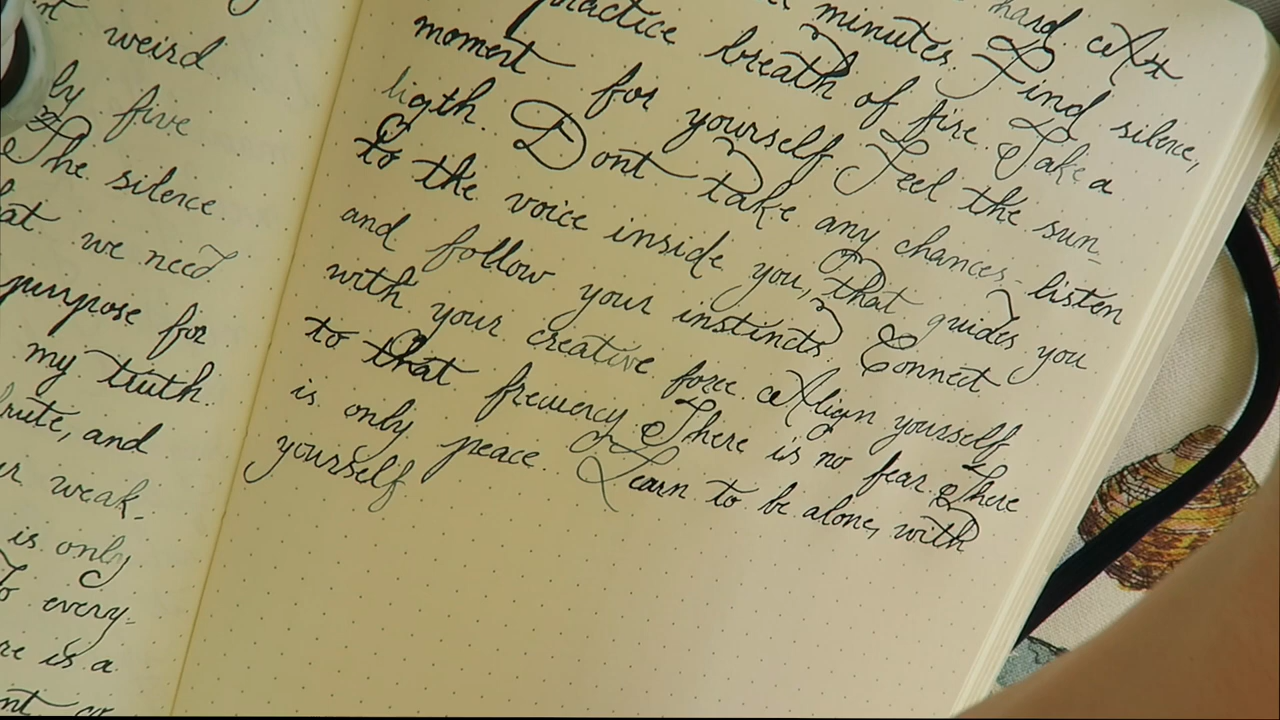 weird
ly five
The silence
at we need
purpose for
my truth.
and
weak-
is only
To every-
re is a
hard
minutes. Find silence,
practice breath of fire. Take a
moment for yourself. Feel the sun-
ligth. Dont take any chances - listen
to the voice inside you, that guides you
and follow your instincts. Connect
with your creative force. Align yourself
to that frecuency. There is no fear. There
is only peace. Learn to be alone, with
yourself